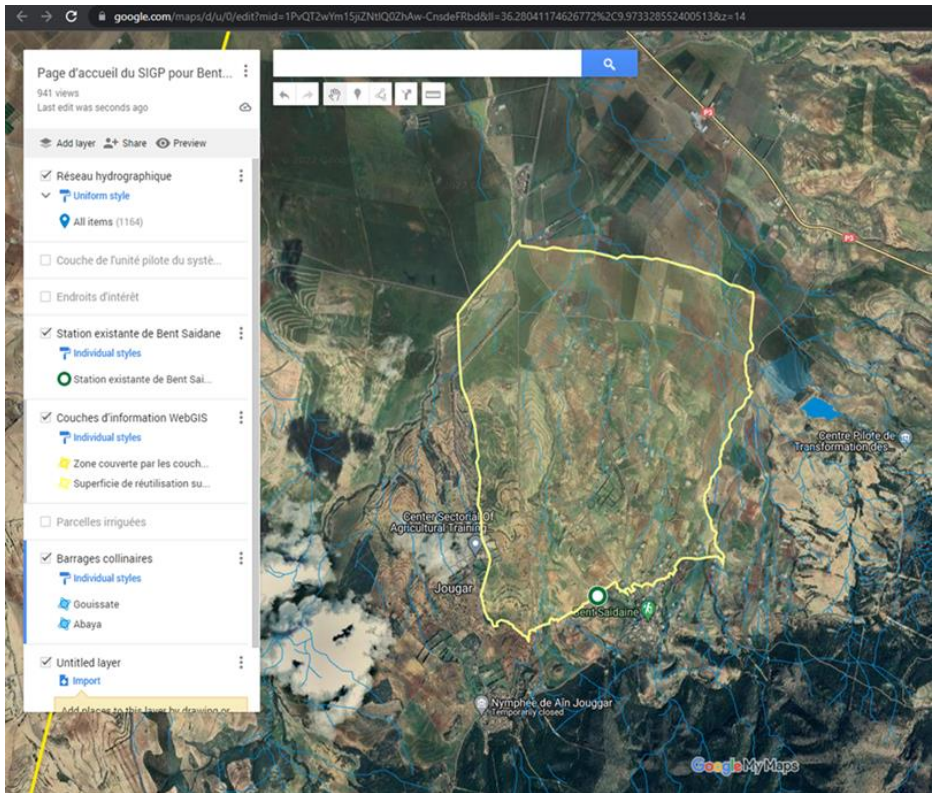 google.com/maps/d/u/0/edit?mid=1PvQT2wYm15jiZNtlQ0ZhAw-CnsdeFRbd&ll=36.28041174626772%2C9.973328552400513&z=14
Page d'accueil du SIGP pour Bent...
941 views
Last edit was seconds ago
Add layer Share Preview
Réseau hydrographique
Uniform style
All items (1164)
Couche de l'unité pilote du systè...
Endroits d'intérêt
Station existante de Bent Saidane
Individual styles
Station existante de Bent Sai...
Couches d'information WebGIS
Individual styles
Zone couverte par les couch...
Superficie de réutilisation su...
Parcelles irriguées
Barrages collinaires
Individual styles
Gouissate
Abaya
Untitled layer
Import
Add places to this layer by drawing or
P3
P3
Centre Pilote de
Transformation des...
Center Sectorial Of
Agricultural Training...
Jougar
Bent Saidaine
Nymphée de Aïn Jouggar
Temporarily closed
Google My Maps